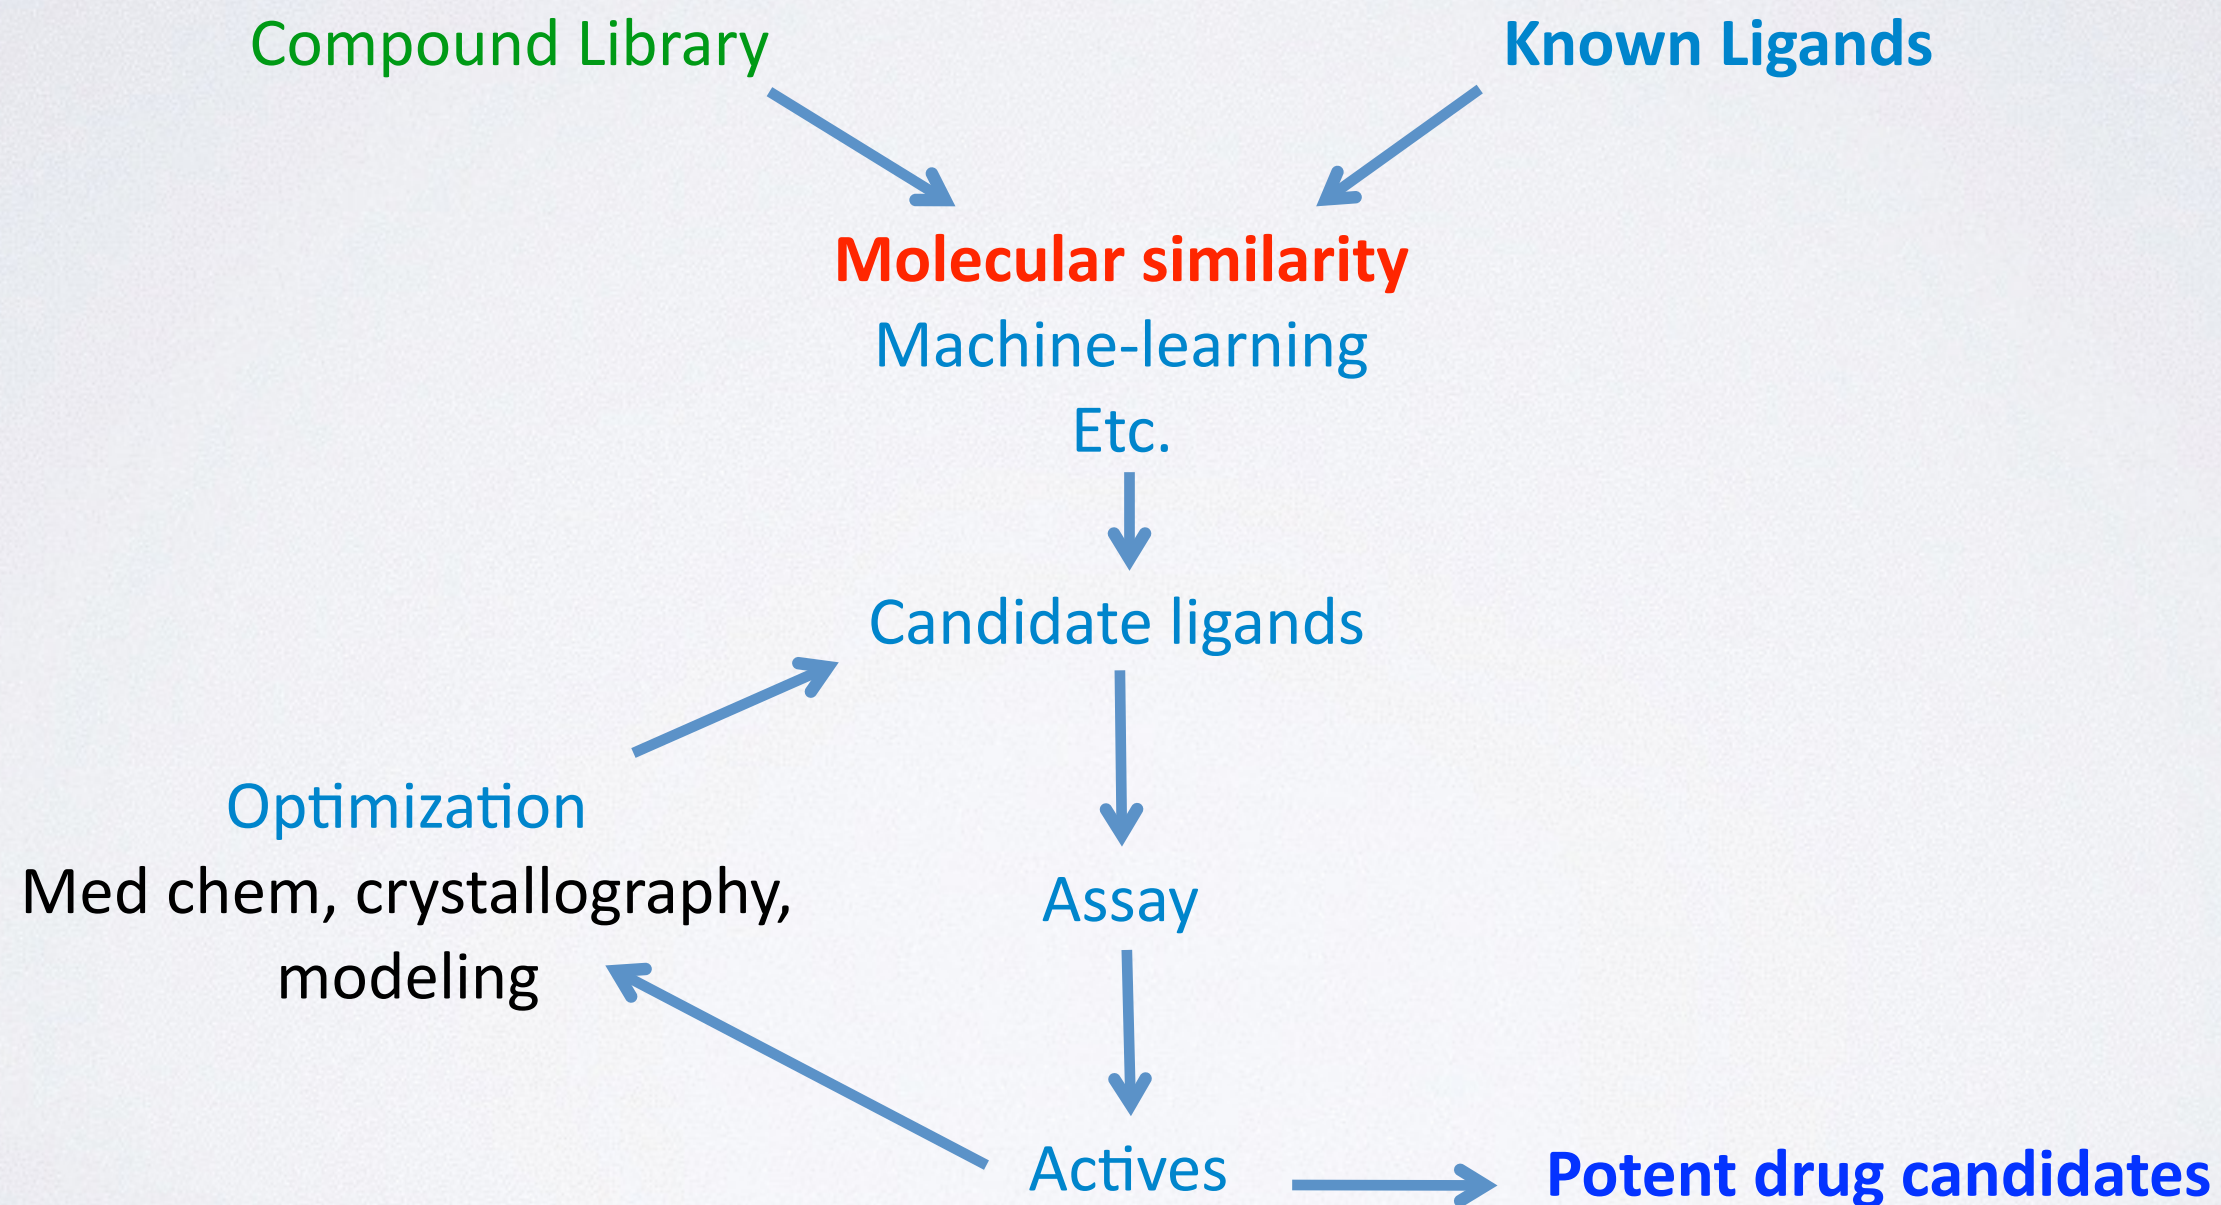 Compound Library
Known Ligands
Molecular similarity
Machine-learning
Etc.
Candidate ligands
Optimization
Med chem, crystallography,
modeling
Assay
Actives
Potent drug candidates